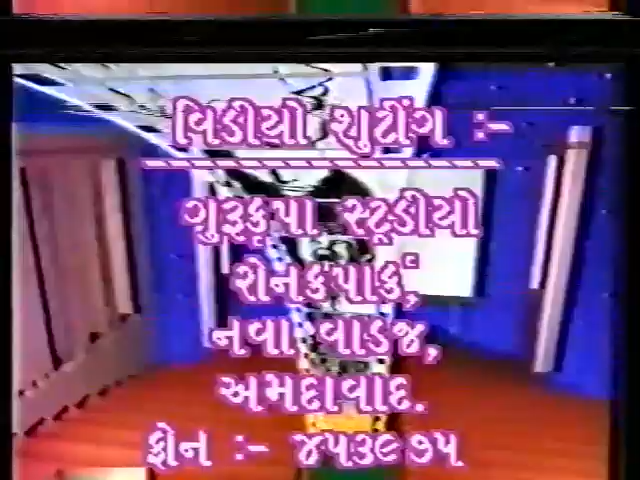 વિડીયો શુટીંગ :-
ગુરૂકૃપા સ્ટૂડીયો
રોનકપાર્ક,
નવા વાડજ,
અમદાવાદ.
ફોન :- ૪૫૩૯૭૫